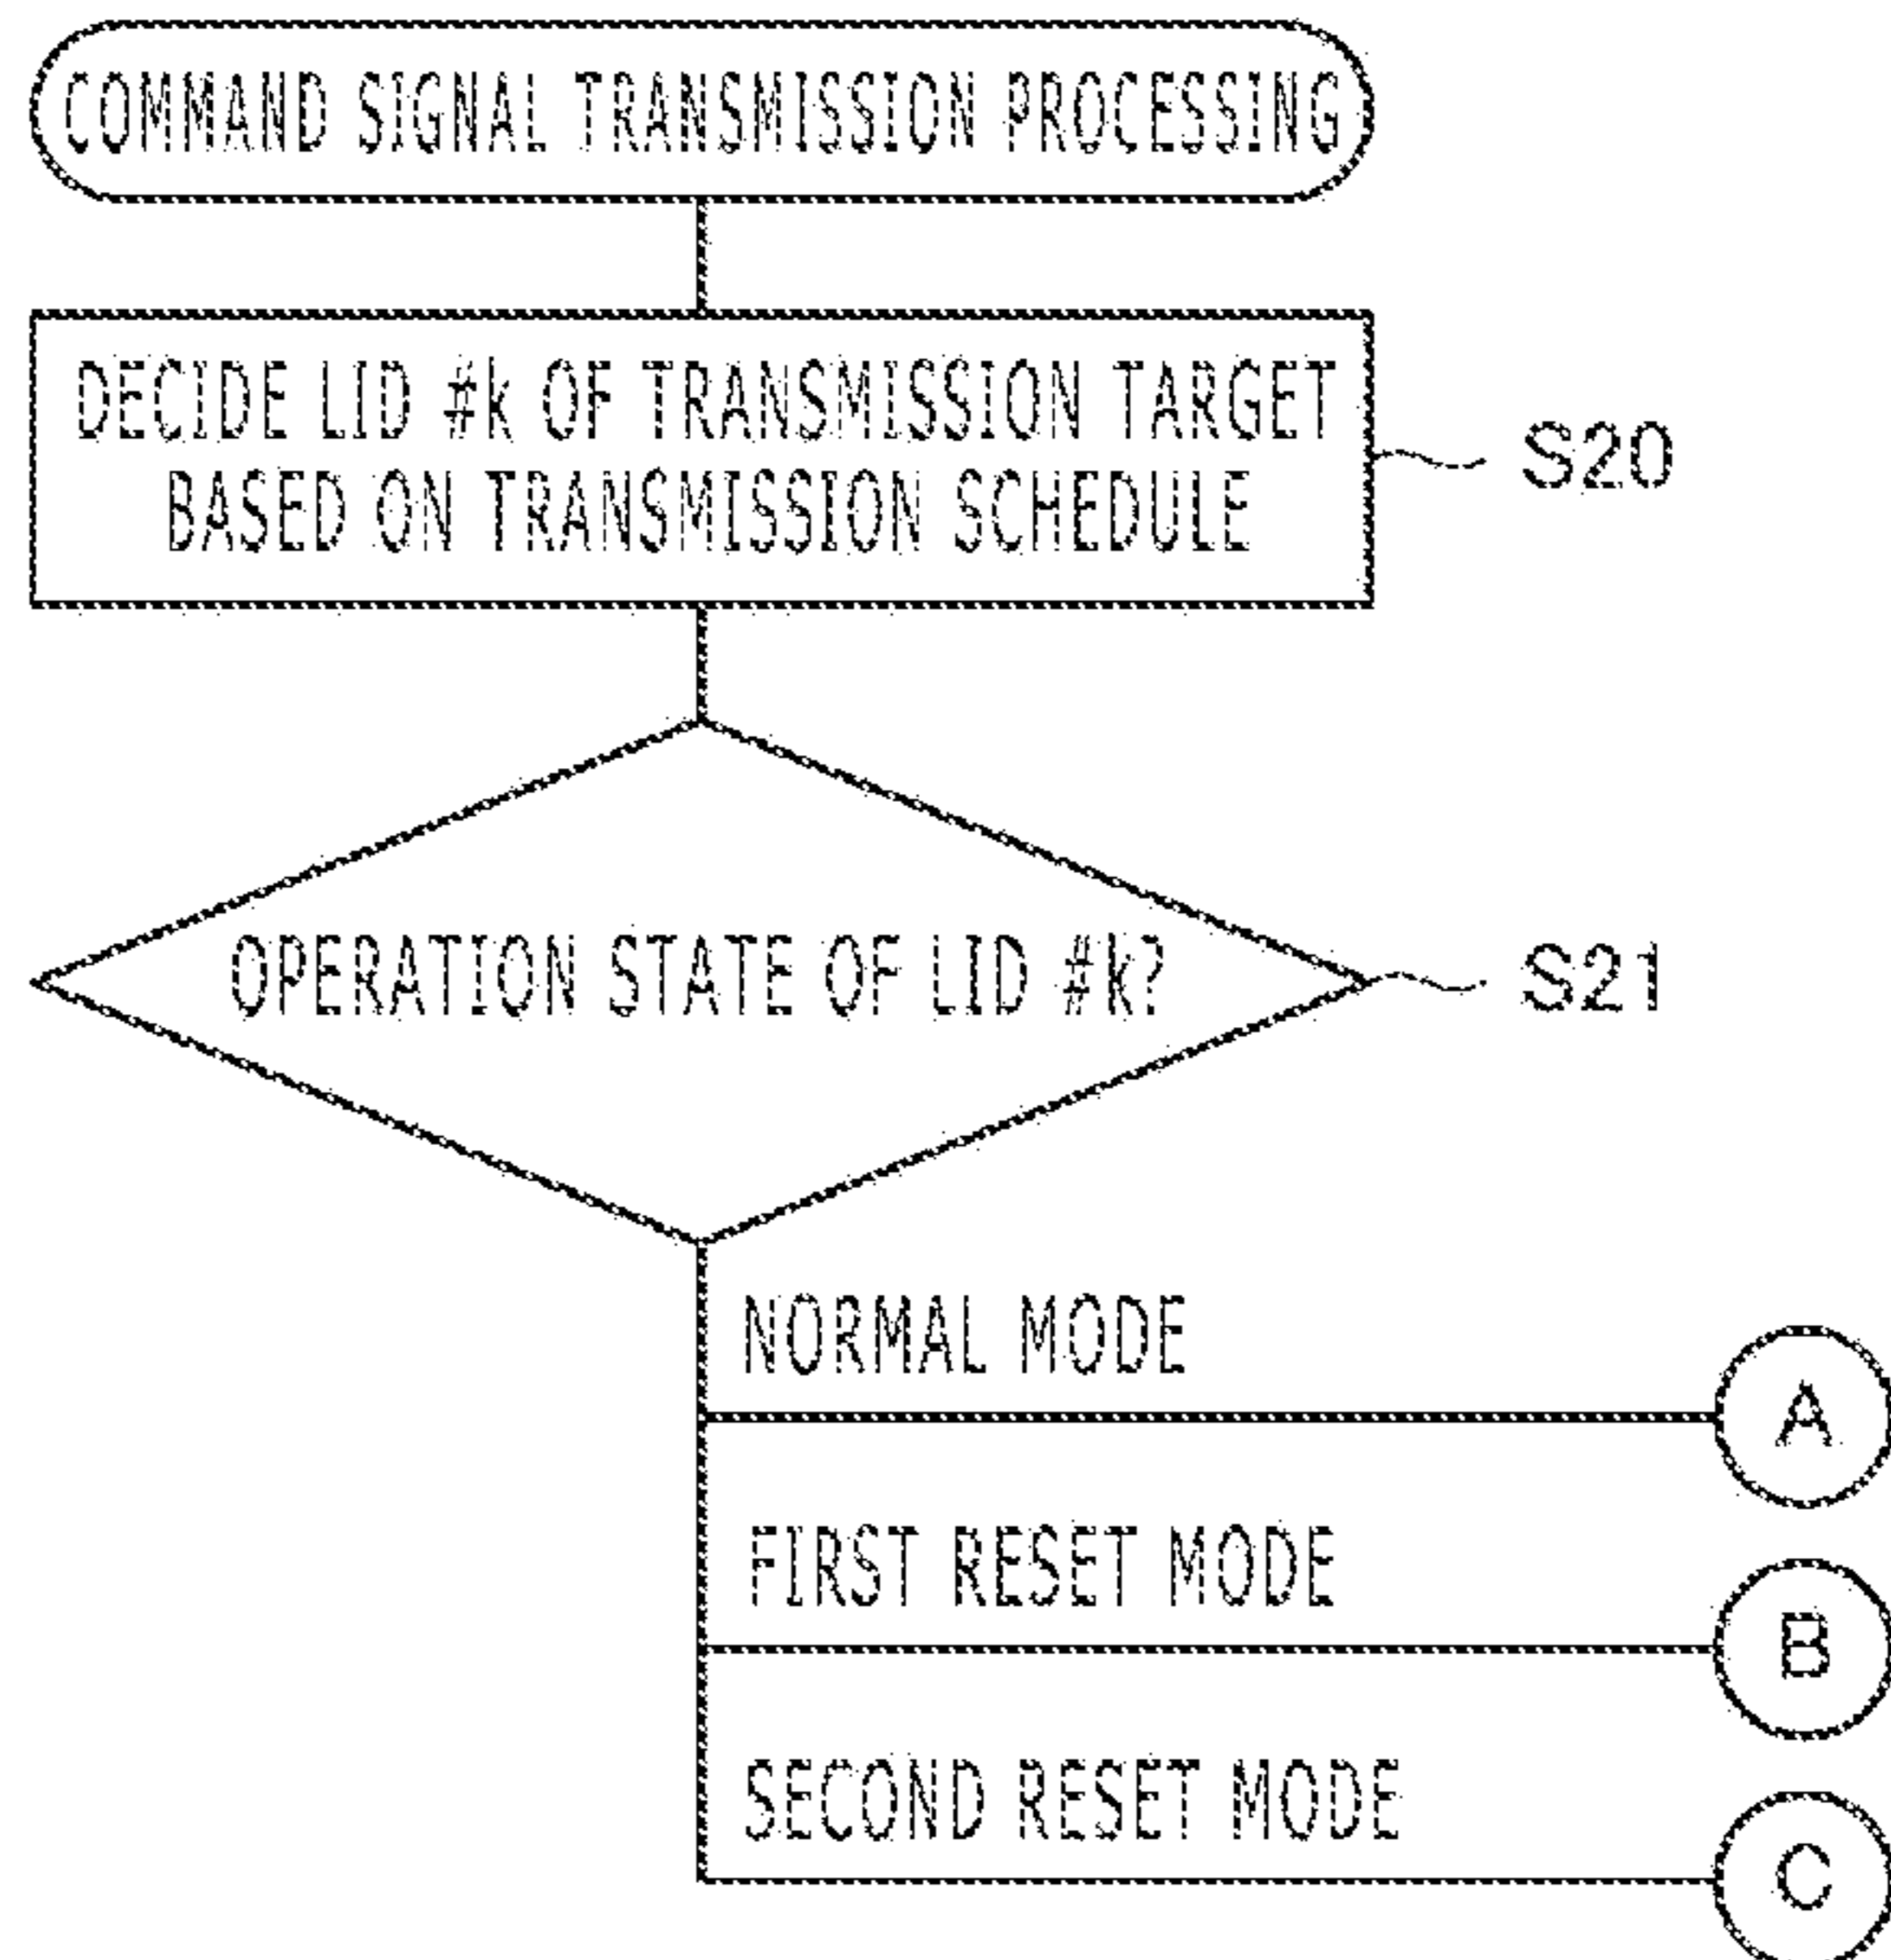 COMMAND SIGNAL TRANSMISSION PROCESSING
DECIDE LID #k OF TRANSMISSION TARGET
BASED ON TRANSMISSION SCHEDULE
S20
OPERATION STATE OF LID #k?
S21
NORMAL MODE
A
FIRST RESET MODE
B
SECOND RESET MODE
C